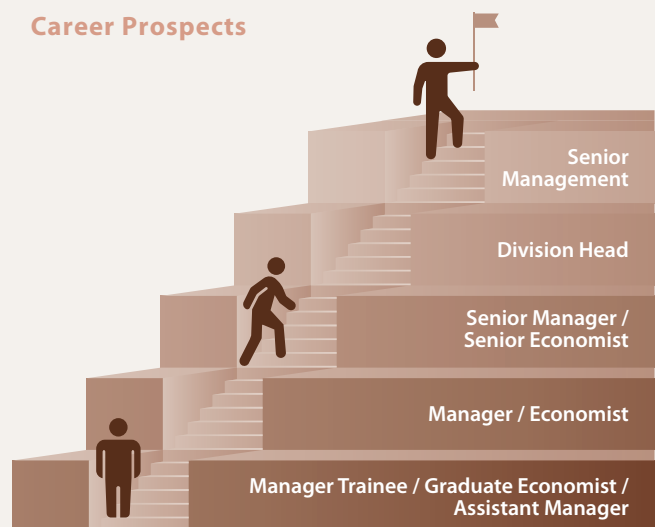 Career Prospects
Senior
Management
Division Head
Senior Manager /
Senior Economist
Manager / Economist
Manager Trainee / Graduate Economist /
Assistant Manager